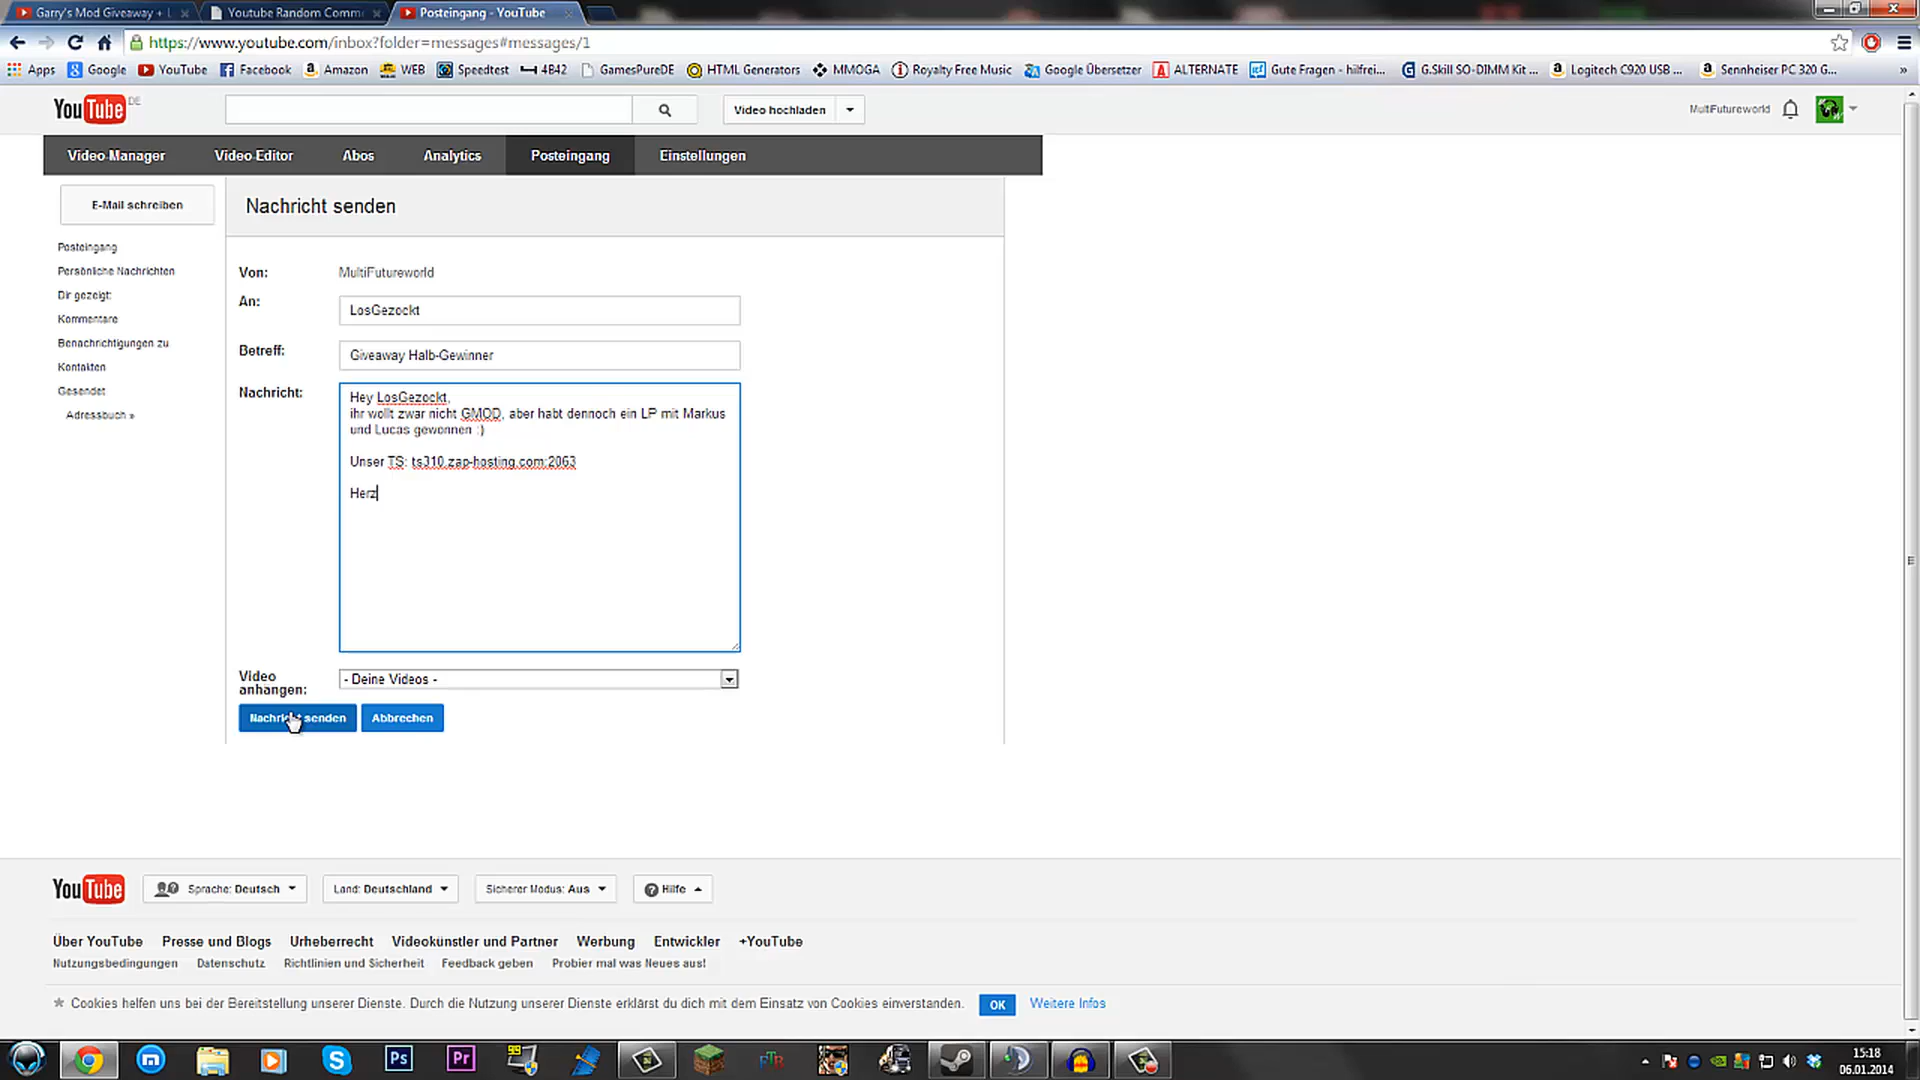 Garry's Mod Giveaway + L
Youtube Random Comm
Posteingang - YouTube
https://www.youtube.com/inbox?folder=messages#messages/1
Apps Google YouTube Facebook Amazon WEB Speedtest 4B42 GamesPureDE HTML Generators MMOGA Royalty Free Music Google Übersetzer ALTERNATE Gute Fragen - hilfrei... G.Skill SO-DIMM Kit ... Logitech C920 USB ... Sennheiser PC 320 G... »
YouTube DE
Video hochladen
MultiFutureworld
Video-Manager Video-Editor Abos Analytics Posteingang Einstellungen
E-Mail schreiben
Nachricht senden
Posteingang
Persönliche Nachrichten
Dir gezeigt:
Kommentare
Benachrichtigungen zu
Kontakten
Gesendet
Adressbuch »
Von: MultiFutureworld
An: LosGezockt
Betreff: Giveaway Halb-Gewinner
Nachricht:
Hey LosGezockt,
ihr wollt zwar nicht GMOD, aber habt dennoch ein LP mit Markus
und Lucas gewonnen :)
Unser TS: ts310.zap-hosting.com:2063
Herz
Video
anhängen:
- Deine Videos -
Nachricht senden Abbrechen
YouTube Sprache: Deutsch Land: Deutschland Sicherer Modus: Aus Hilfe
Über YouTube Presse und Blogs Urheberrecht Videokünstler und Partner Werbung Entwickler +YouTube
Nutzungsbedingungen Datenschutz Richtlinien und Sicherheit Feedback geben Probier mal was Neues aus!
* Cookies helfen uns bei der Bereitstellung unserer Dienste. Durch die Nutzung unserer Dienste erklärst du dich mit dem Einsatz von Cookies einverstanden. OK Weitere Infos
Ps Pr FTR
15:18
06.01.2014